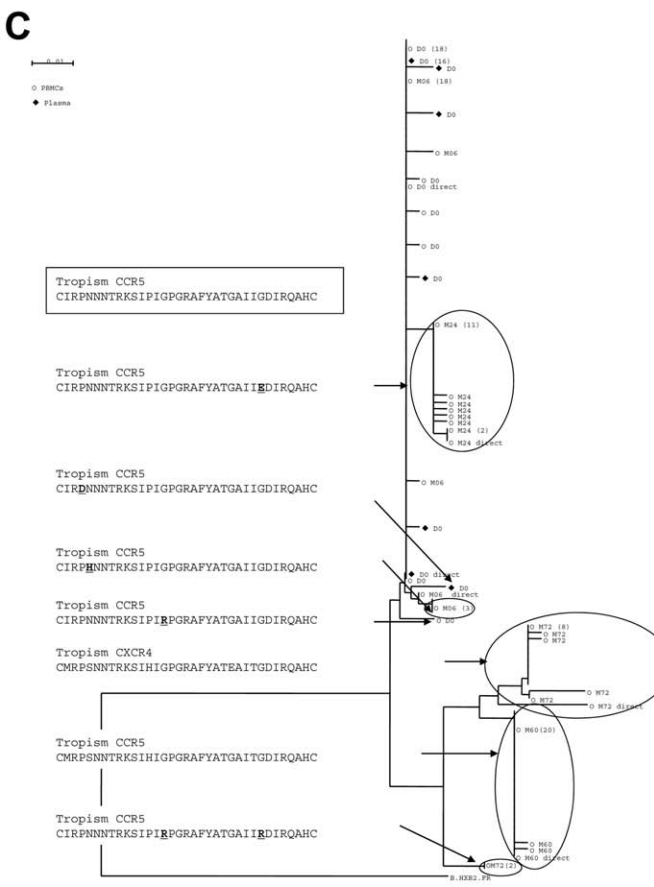 C
0.01
PBMCs
Plasma
D0 (18)
D0 (16)
D0
M06 (18)
D0
M06
D0
D0 direct
D0
D0
D0
Tropism CCR5
CIRPNNNTRKSIPIGPGRAFYATGAIIGDIRQAHC
M24 (11)
Tropism CCR5
CIRPNNNTRKSIPIGPGRAFYATGAIIEDIRQAHC
M24
M24
M24
M24
M24
M24 (2)
M24 direct
Tropism CCR5
CIRDNNNTRKSIPIGPGRAFYATGAIIGDIRQAHC
M06
D0
Tropism CCR5
CIRPHNNTRKSIPIGPGRAFYATGAIIGDIRQAHC
D0 direct
D0
D0
M06 direct
M06 (3)
D0
Tropism CCR5
CIRPNNNTRKSIPIRPGRAFYATGAIIGDIRQAHC
Tropism CXCR4
CMRPSNNTRKSIHIGPGRAFYATEAITGDIRQAHC
M72 (8)
M72
M72
M72
M72
M72 direct
Tropism CCR5
CMRPSNNTRKSIHIGPGRAFYATGAIIGDIRQAHC
M60(20)
Tropism CCR5
CIRPNNNTRKSIPIRPGRAFYATGAIIRDIRQAHC
M60
M60
M60 direct
M72(2)
B.HXB2.FR